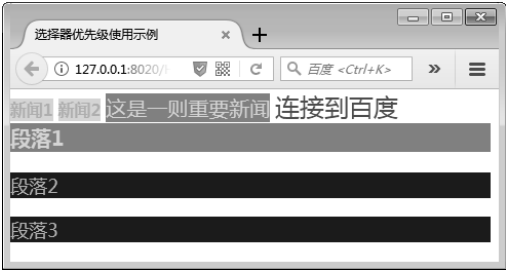 选择器优先级使用示例
127.0.0.1:8020/
百度 <Ctrl+K>
新闻1 新闻2 这是一则重要新闻 连接到百度
段落1
段落2
段落3